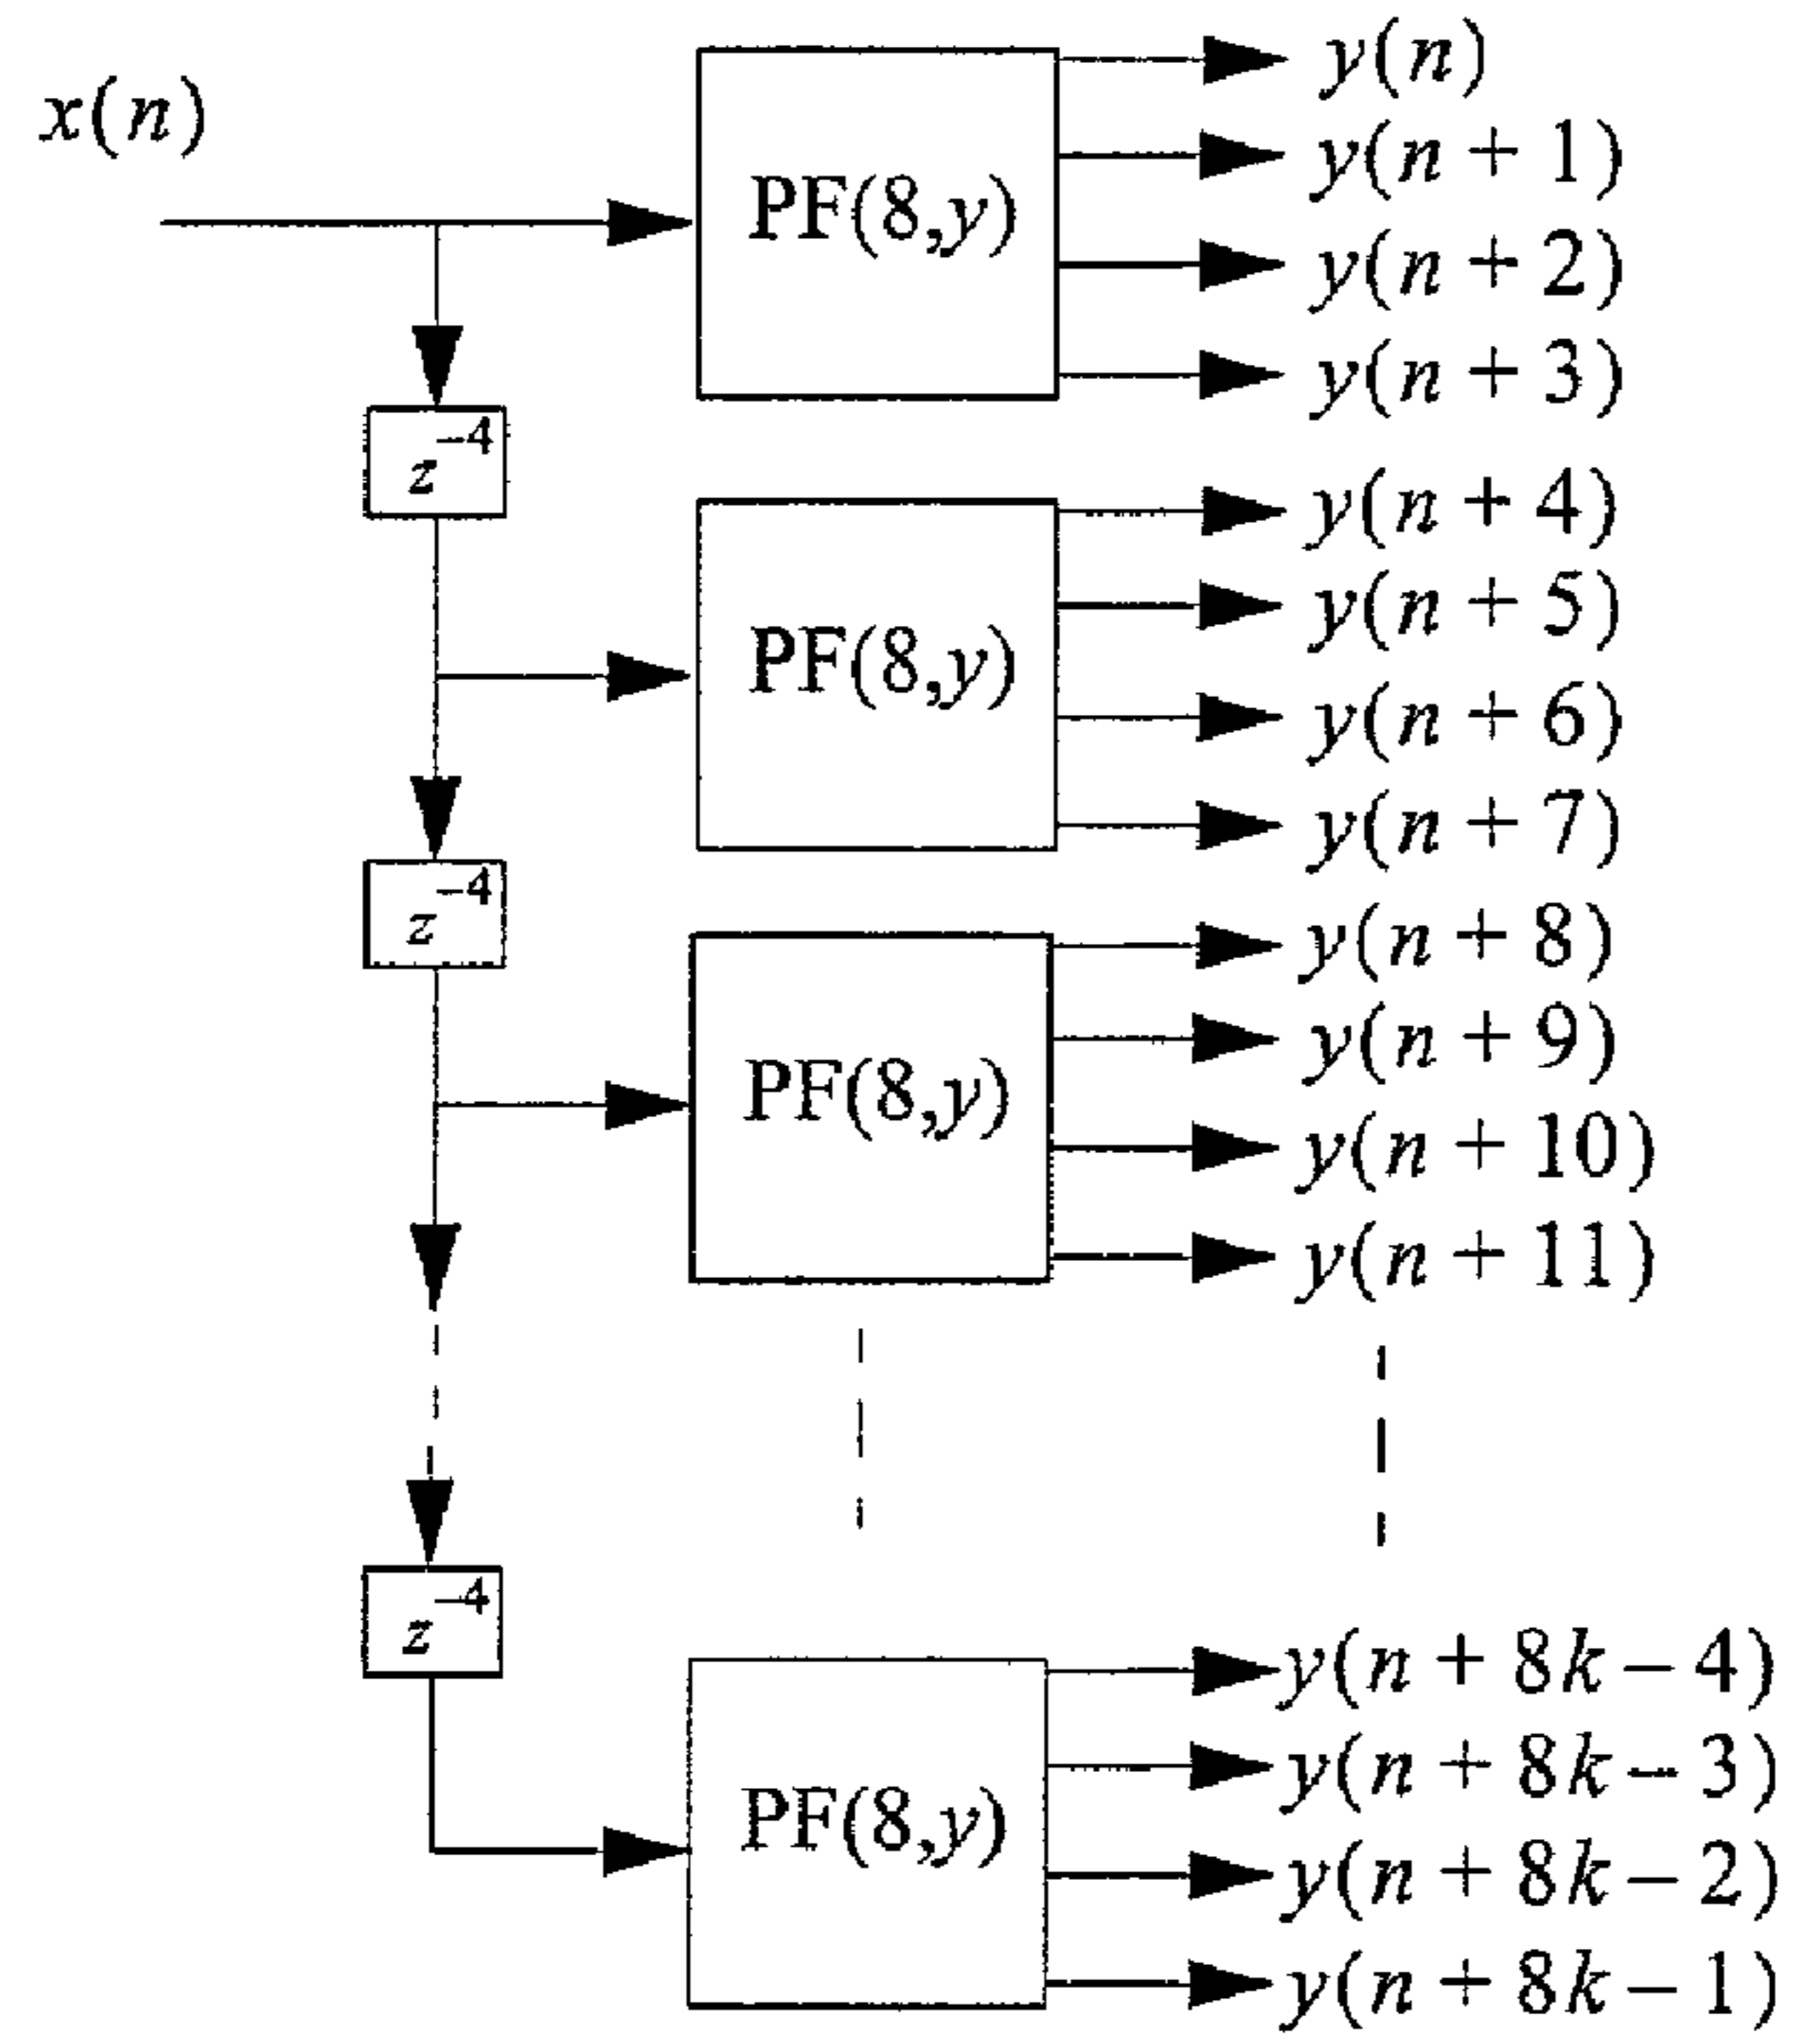 x(n)
PF(8,y)
y(n)
y(n + 1)
y(n + 2)
y(n + 3)
z^{-4}
PF(8,y)
y(n + 4)
y(n + 5)
y(n + 6)
y(n + 7)
z^{-4}
PF(8,y)
y(n + 8)
y(n + 9)
y(n + 10)
y(n + 11)
z^{-4}
PF(8,y)
y(n + 8k − 4)
y(n + 8k − 3)
y(n + 8k − 2)
y(n + 8k − 1)